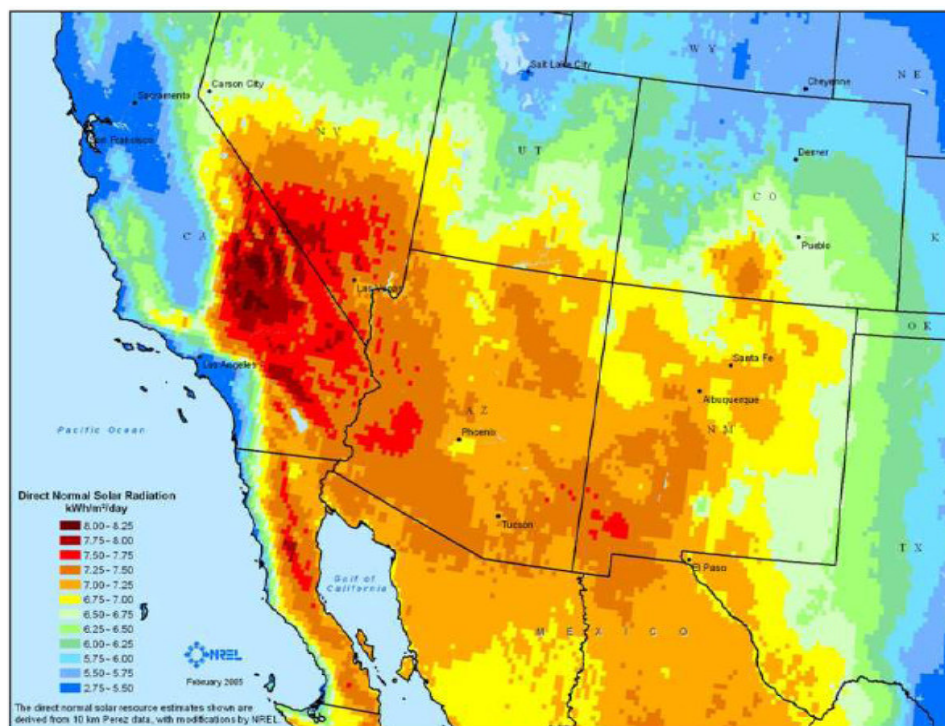 WY
Salt Lake City
Cheyenne
NE
Carson City
Sacramento
San Francisco
NV
UT
Denver
CO
CA
Pueblo
K
Las Vegas
OK
Santa Fe
Los Angeles
Albuquerque
AZ
NM
Pacific Ocean
Phoenix
Direct Normal Solar Radiation
kWh/m²/day
8.00 - 8.25
7.75 - 8.00
7.50 - 7.75
7.25 - 7.50
7.00 - 7.25
6.75 - 7.00
6.50 - 6.75
6.25 - 6.50
6.00 - 6.25
5.75 - 6.00
5.50 - 5.75
2.75 - 5.50
Tucson
TX
El Paso
Gulf of
California
MEXICO
NREL
February 2005
The direct normal solar resource estimates shown are
derived from 10 km Perez data, with modifications by NREL.